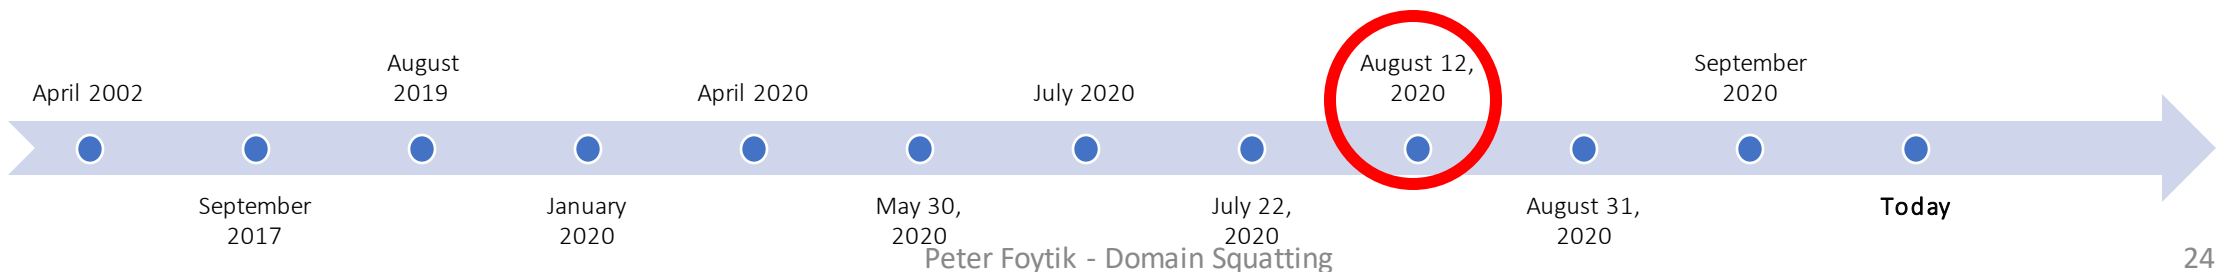 April 2002
September
2017
August
2019
January
2020
April 2020
May 30,
2020
July 2020
July 22,
2020
August 12,
2020
August 31,
2020
September
2020
Today
Peter Foytik - Domain Squatting
24